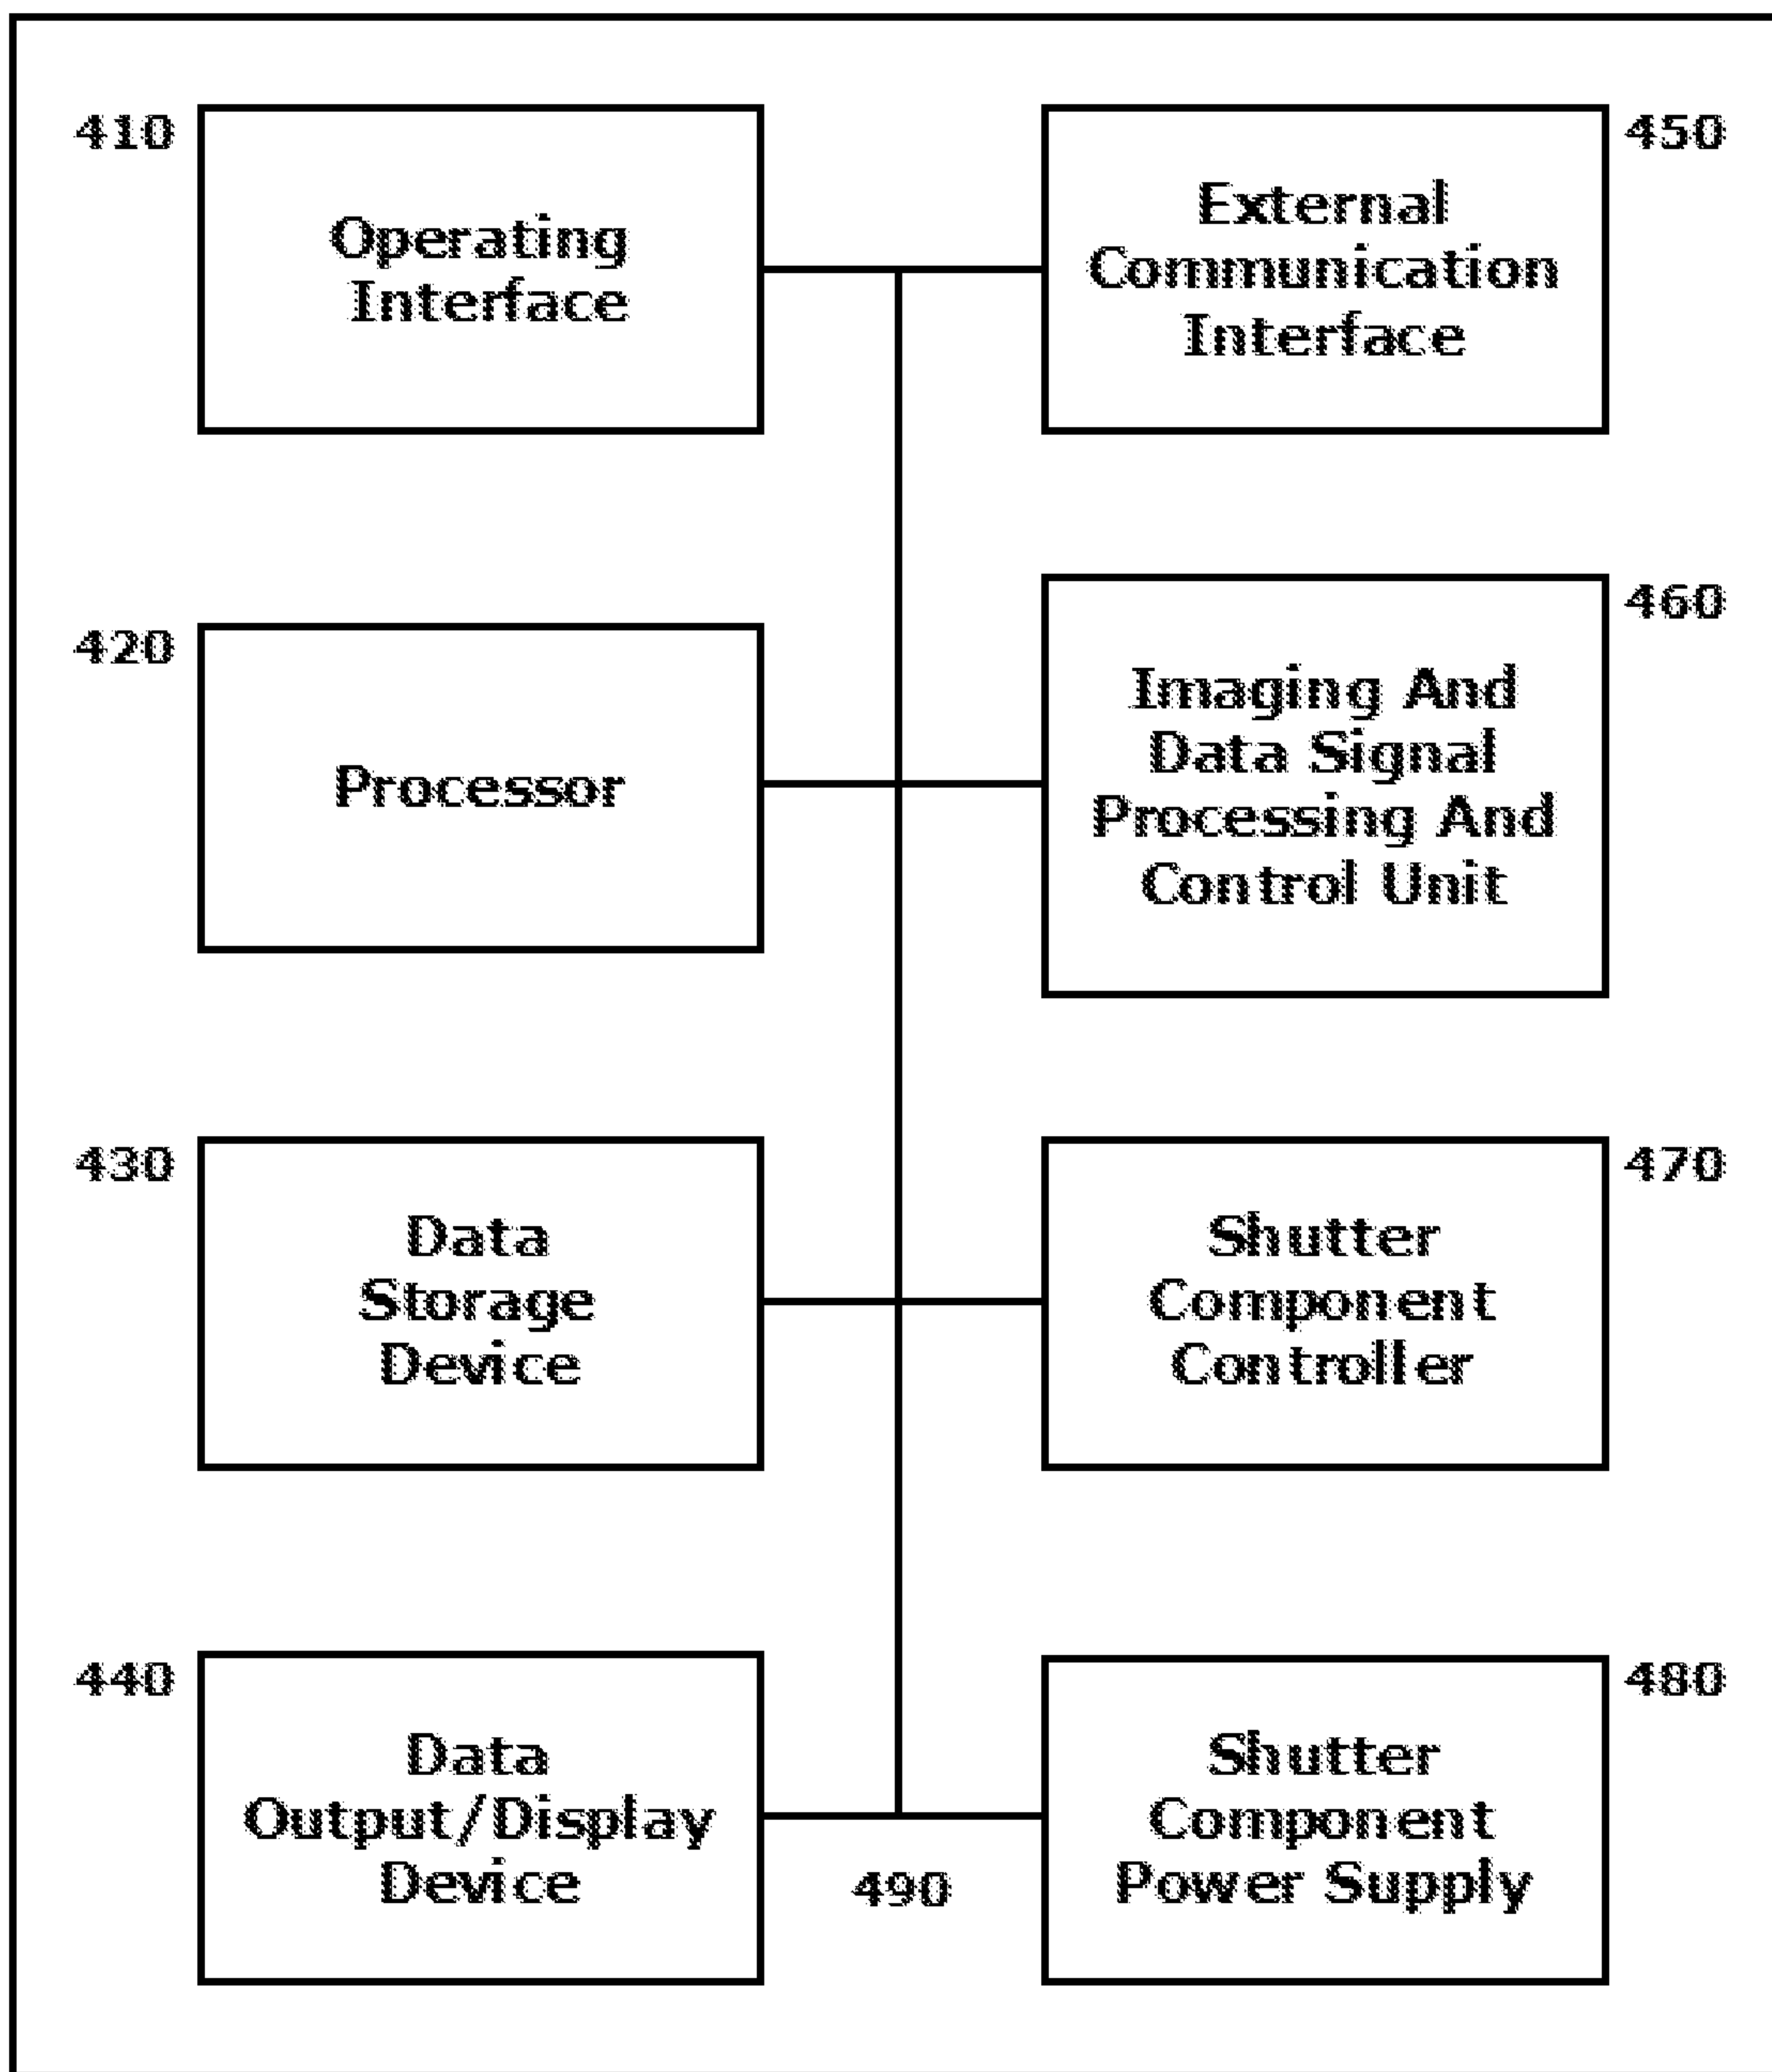 410
Operating
Interface
450
External
Communication
Interface
420
Processor
460
Imaging And
Data Signal
Processing And
Control Unit
430
Data
Storage
Device
470
Shutter
Component
Controller
440
Data
Output/Display
Device
490
480
Shutter
Component
Power Supply